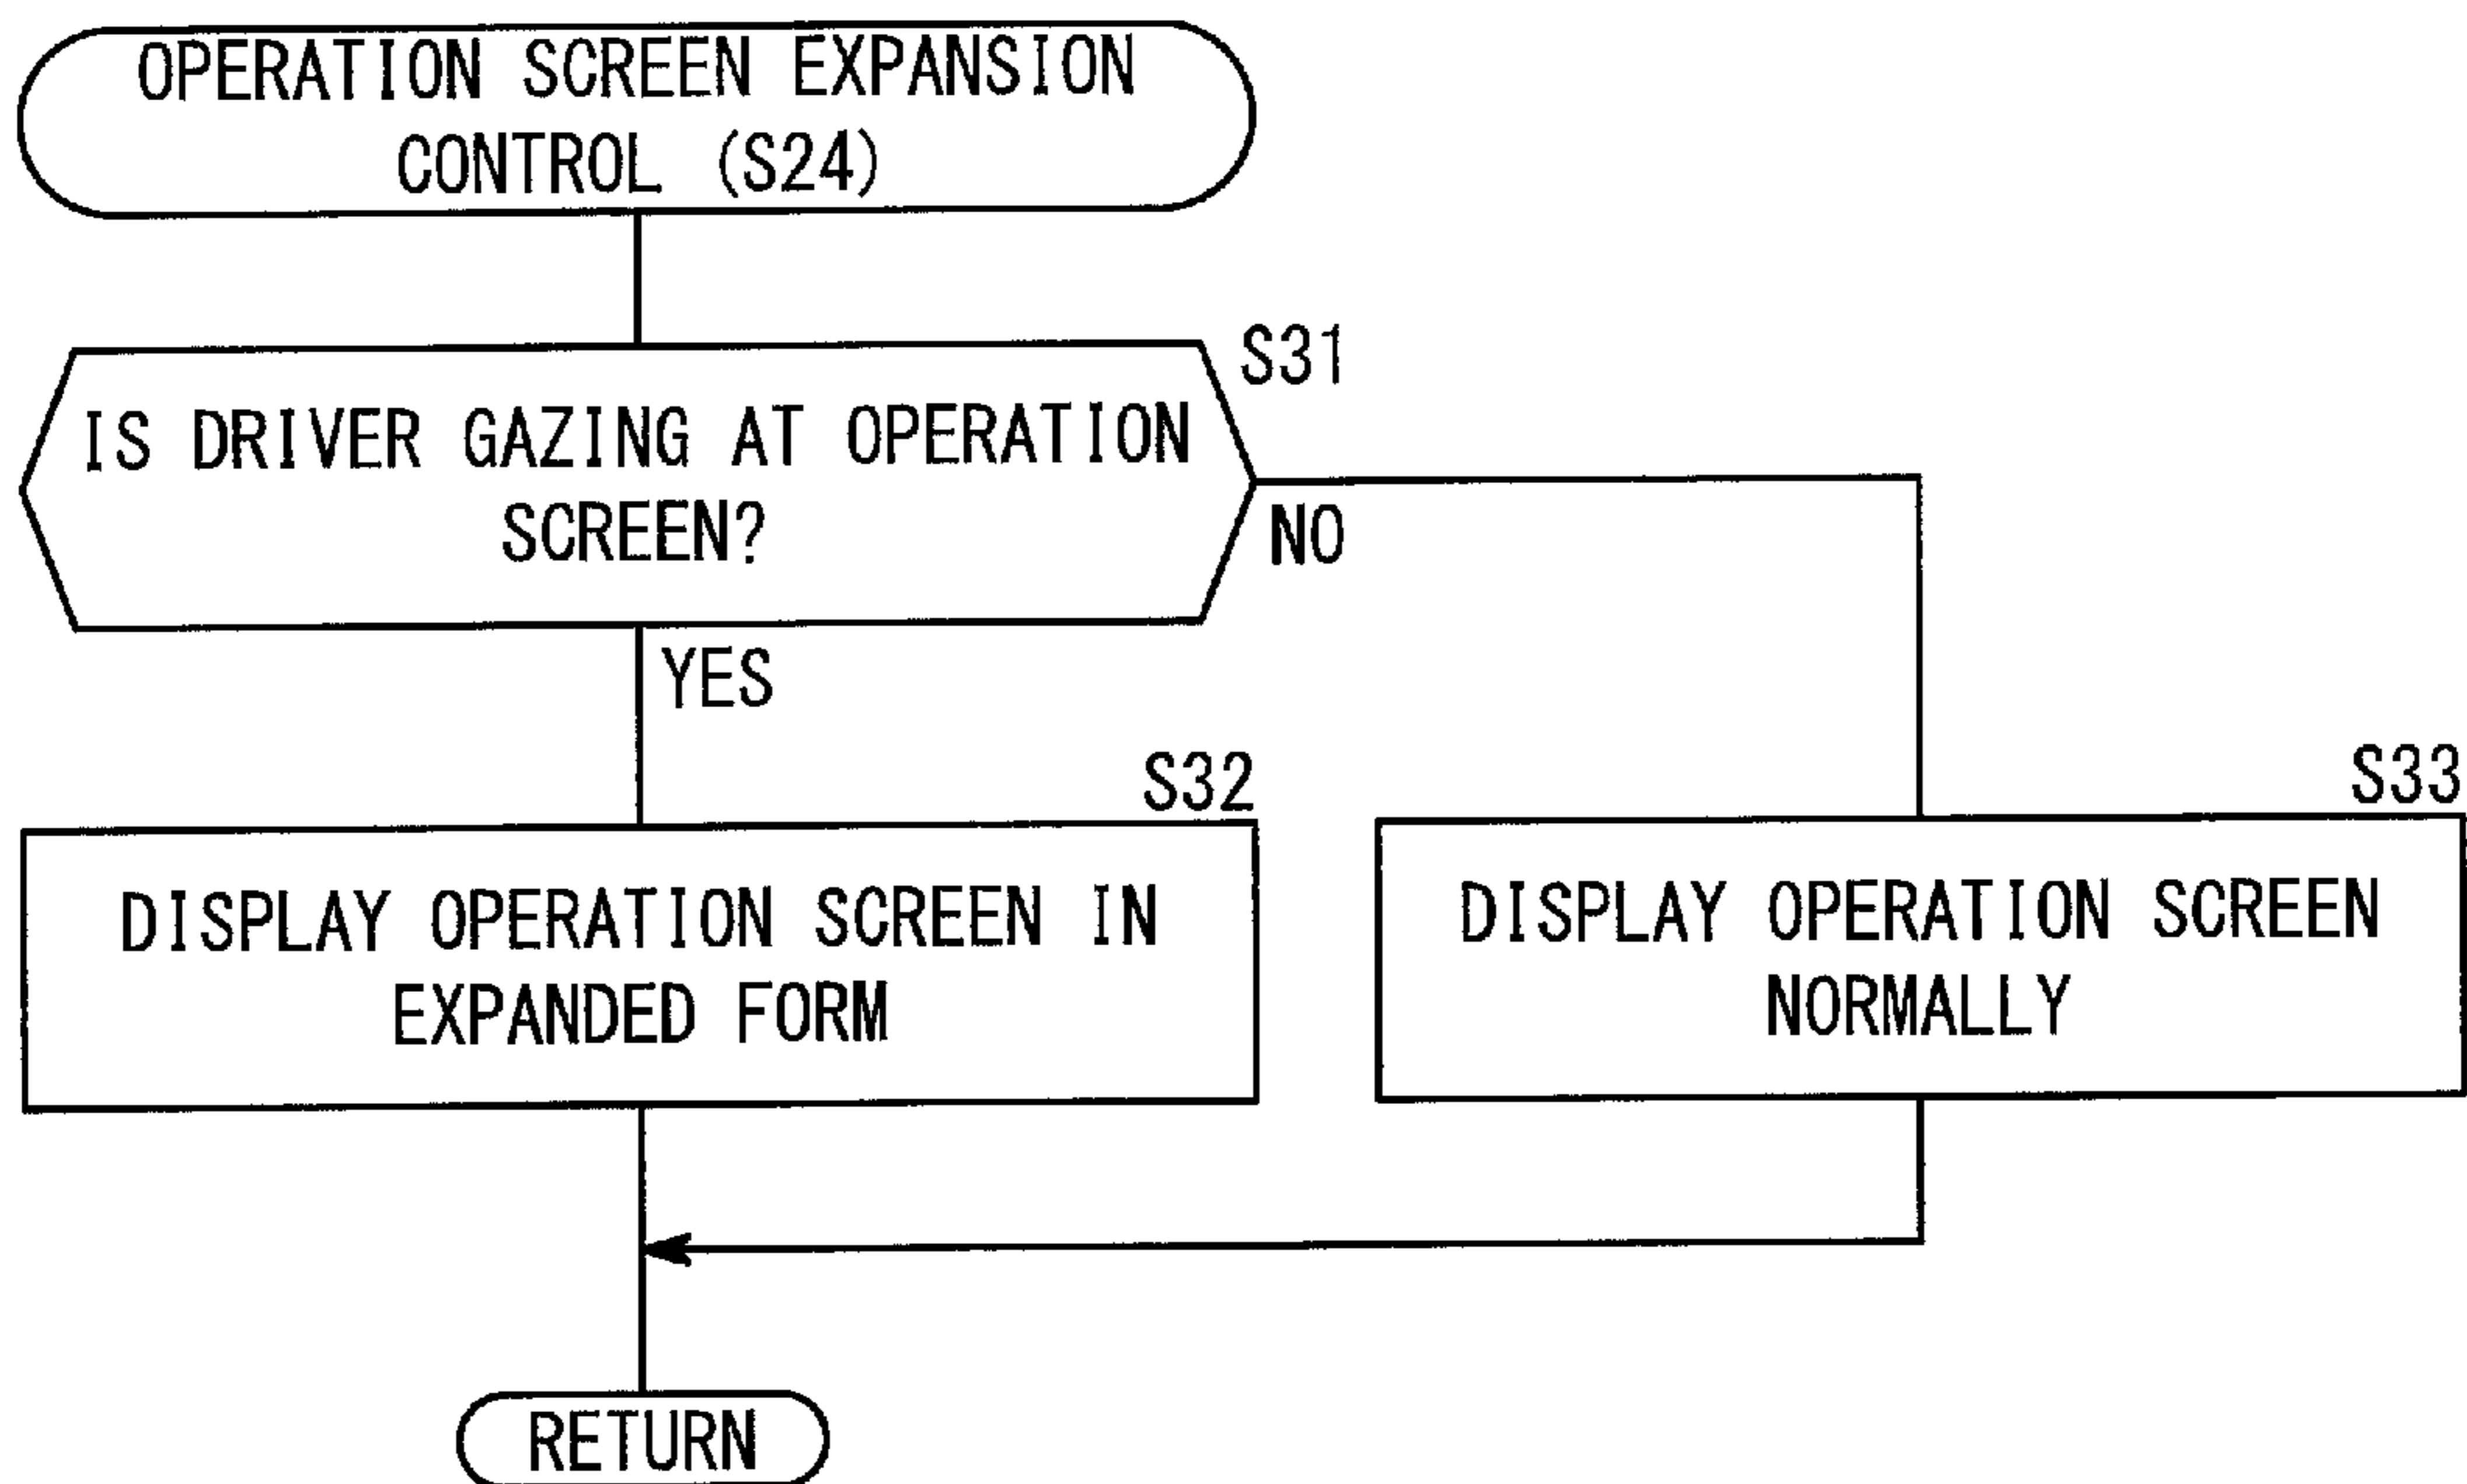 OPERATION SCREEN EXPANSION
CONTROL (S24)
S31
IS DRIVER GAZING AT OPERATION
SCREEN?
NO
YES
S32
DISPLAY OPERATION SCREEN IN
EXPANDED FORM
S33
DISPLAY OPERATION SCREEN
NORMALLY
RETURN